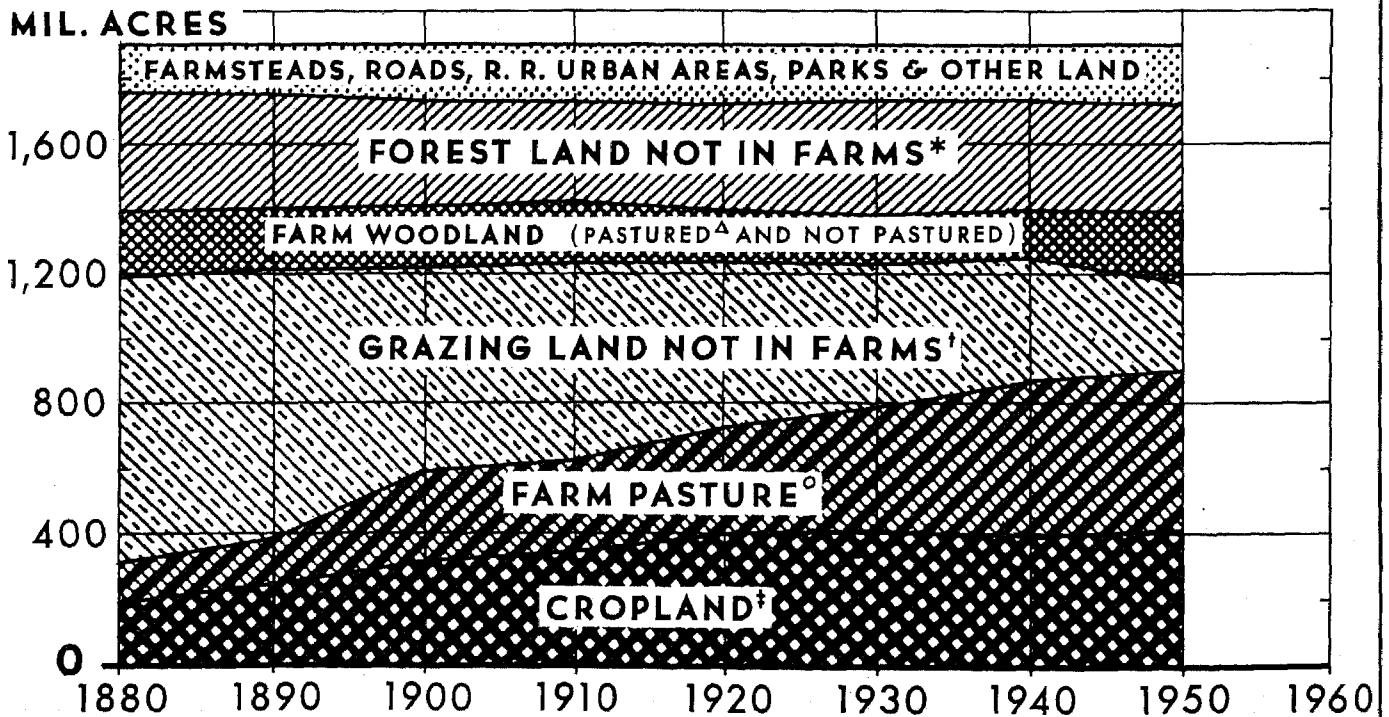 MIL. ACRES
FARMSTEADS, ROADS, R. R. URBAN AREAS, PARKS & OTHER LAND
1,600
FOREST LAND NOT IN FARMS*
FARM WOODLAND (PASTURED△ AND NOT PASTURED)
1,200
GRAZING LAND NOT IN FARMS†
800
FARM PASTURE○
400
CROPLAND‡
0
1880 1890 1900 1910 1920 1930 1940 1950 1960